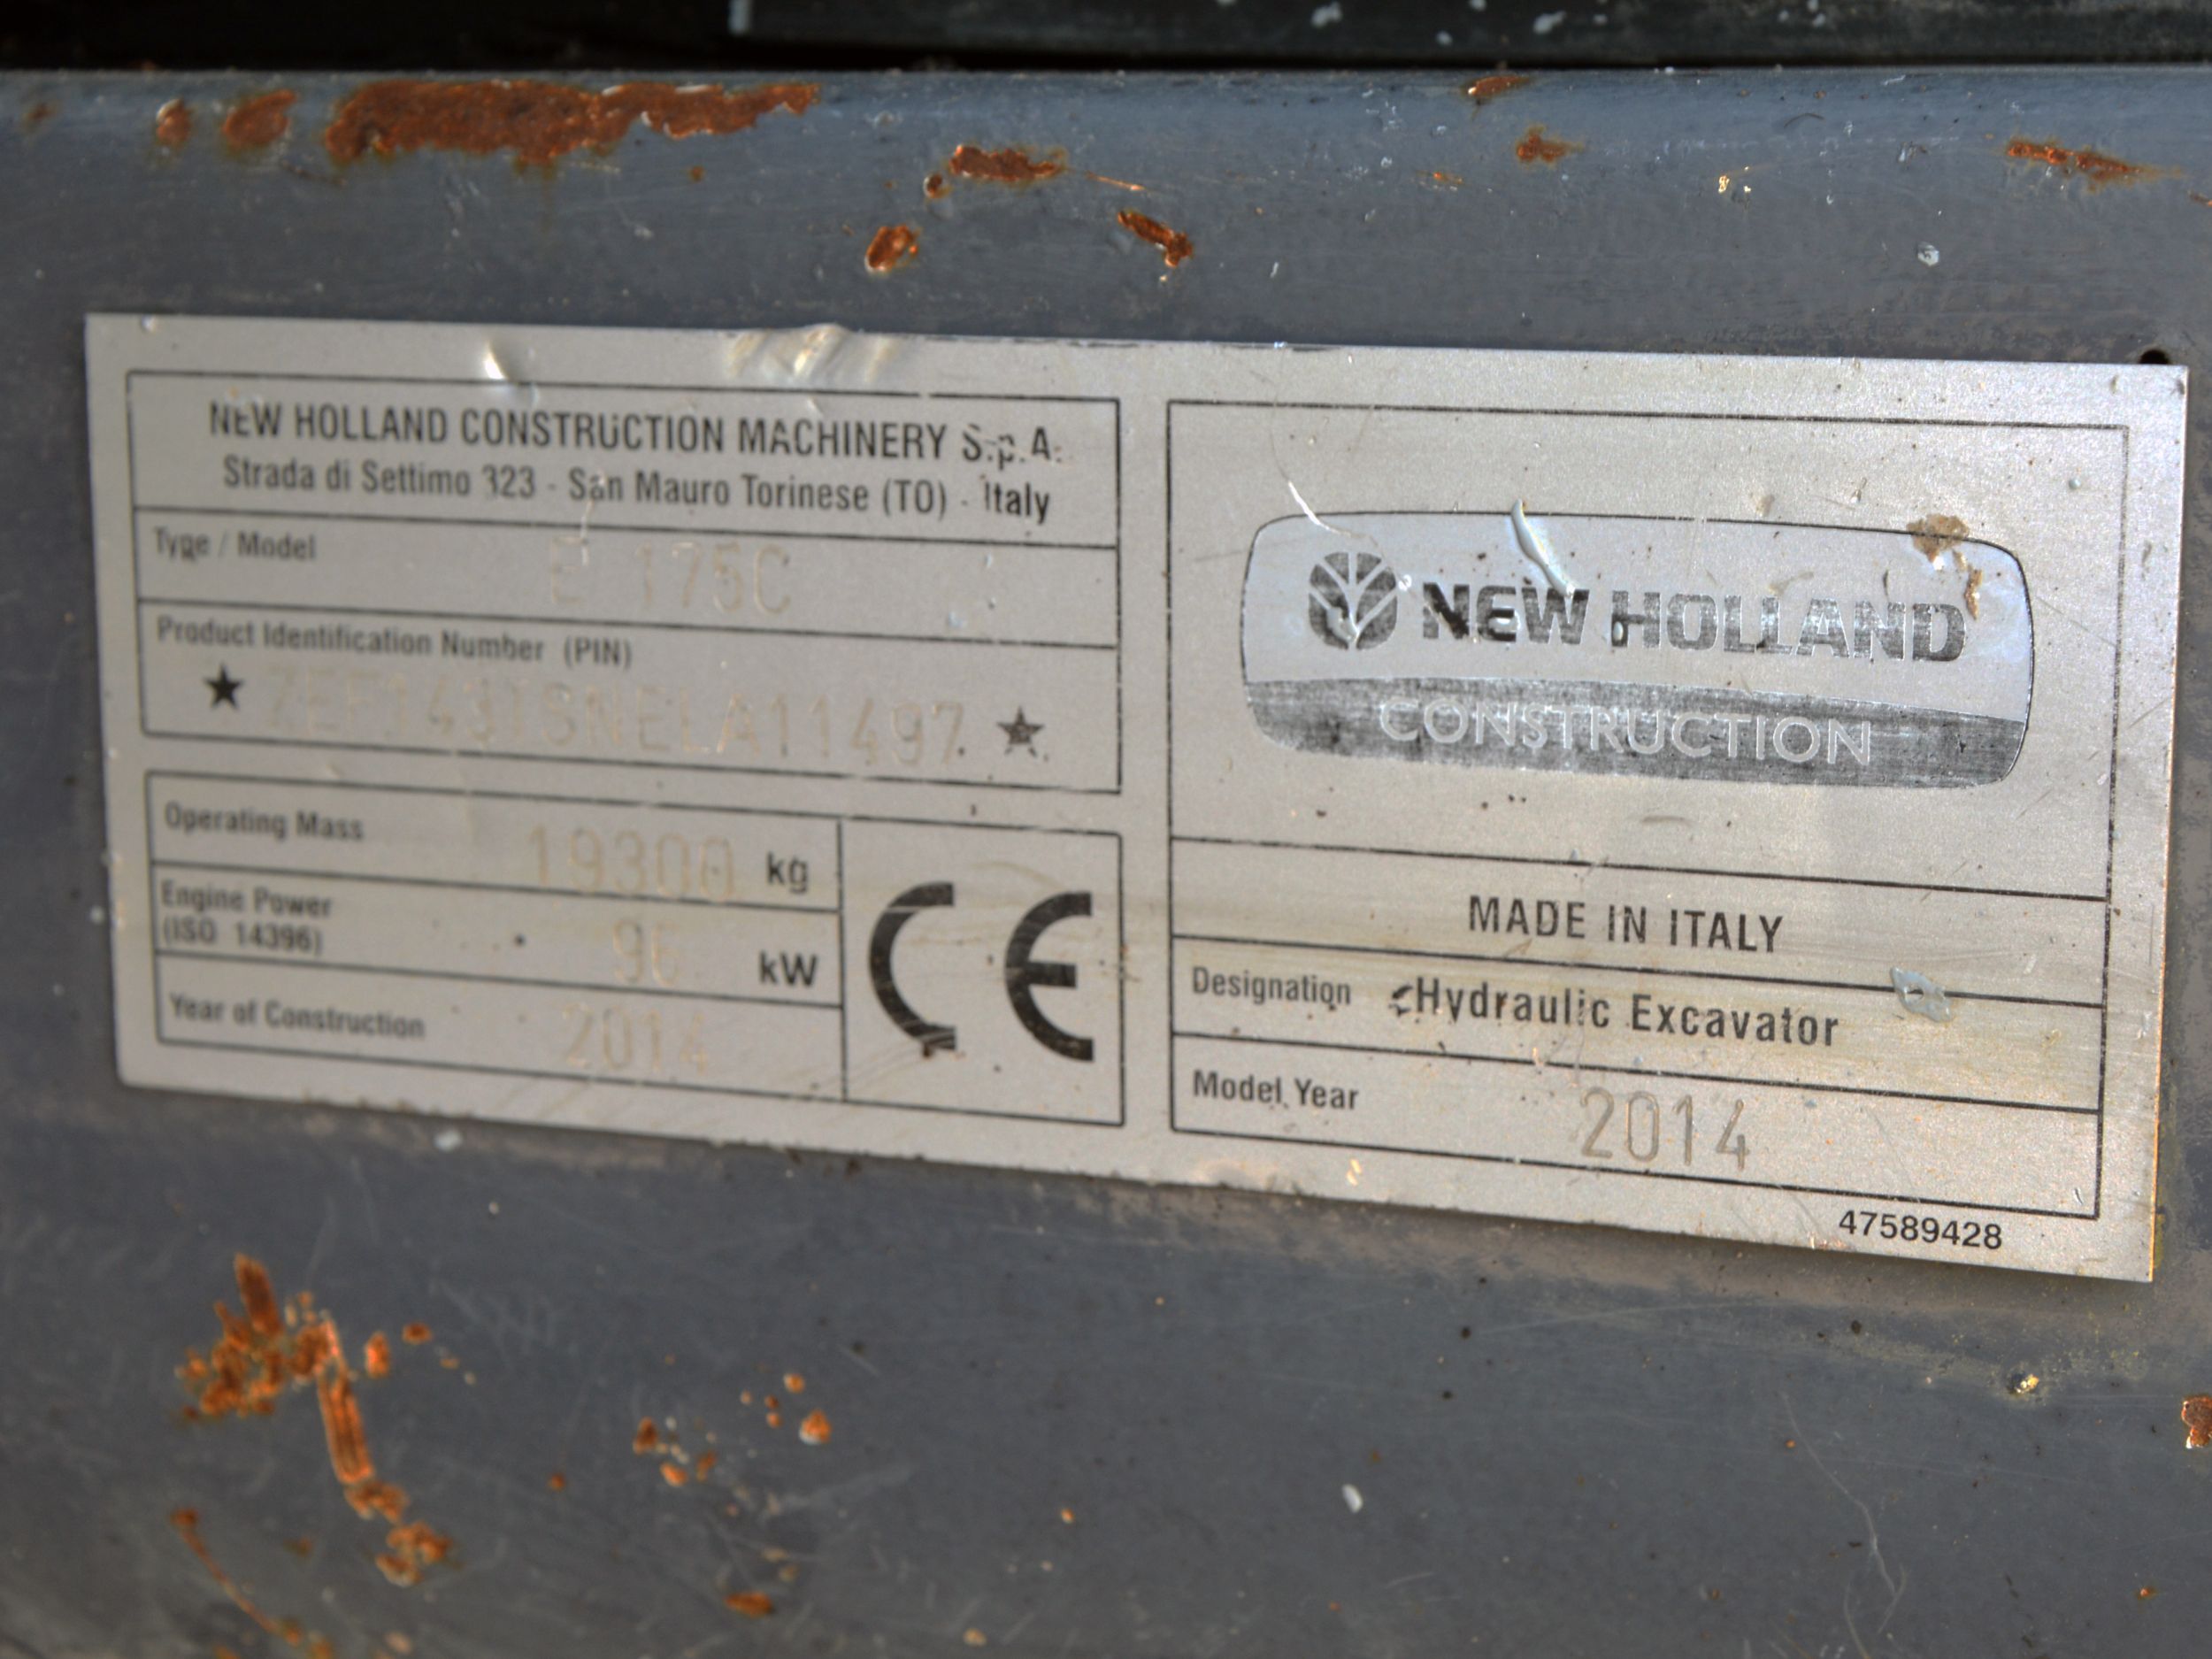 NEW HOLLAND CONSTRUCTION MACHINERY S.p.A.
Strada di Settimo 323 - San Mauro Torinese (TO) - Italy
Type / Model E 175C
Product Identification Number (PIN)
Operating Mass 19300 kg
Engine Power
(ISO 14396) 96 kW
Year of Construction 2014
CE
NEW HOLLAND
CONSTRUCTION
MADE IN ITALY
Designation Hydraulic Excavator
Model Year 2014
47589428